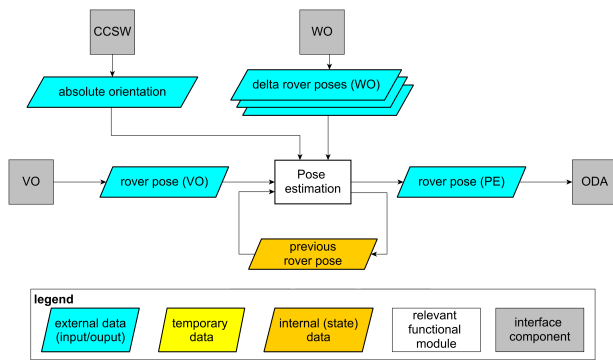 CCSW
WO
absolute orientation
delta rover poses (WO)
VO
rover pose (VO)
Pose
estimation
rover pose (PE)
ODA
previous
rover pose
legend
external data
(input/ouput)
temporary
data
internal (state)
data
relevant
functional
module
interface
component